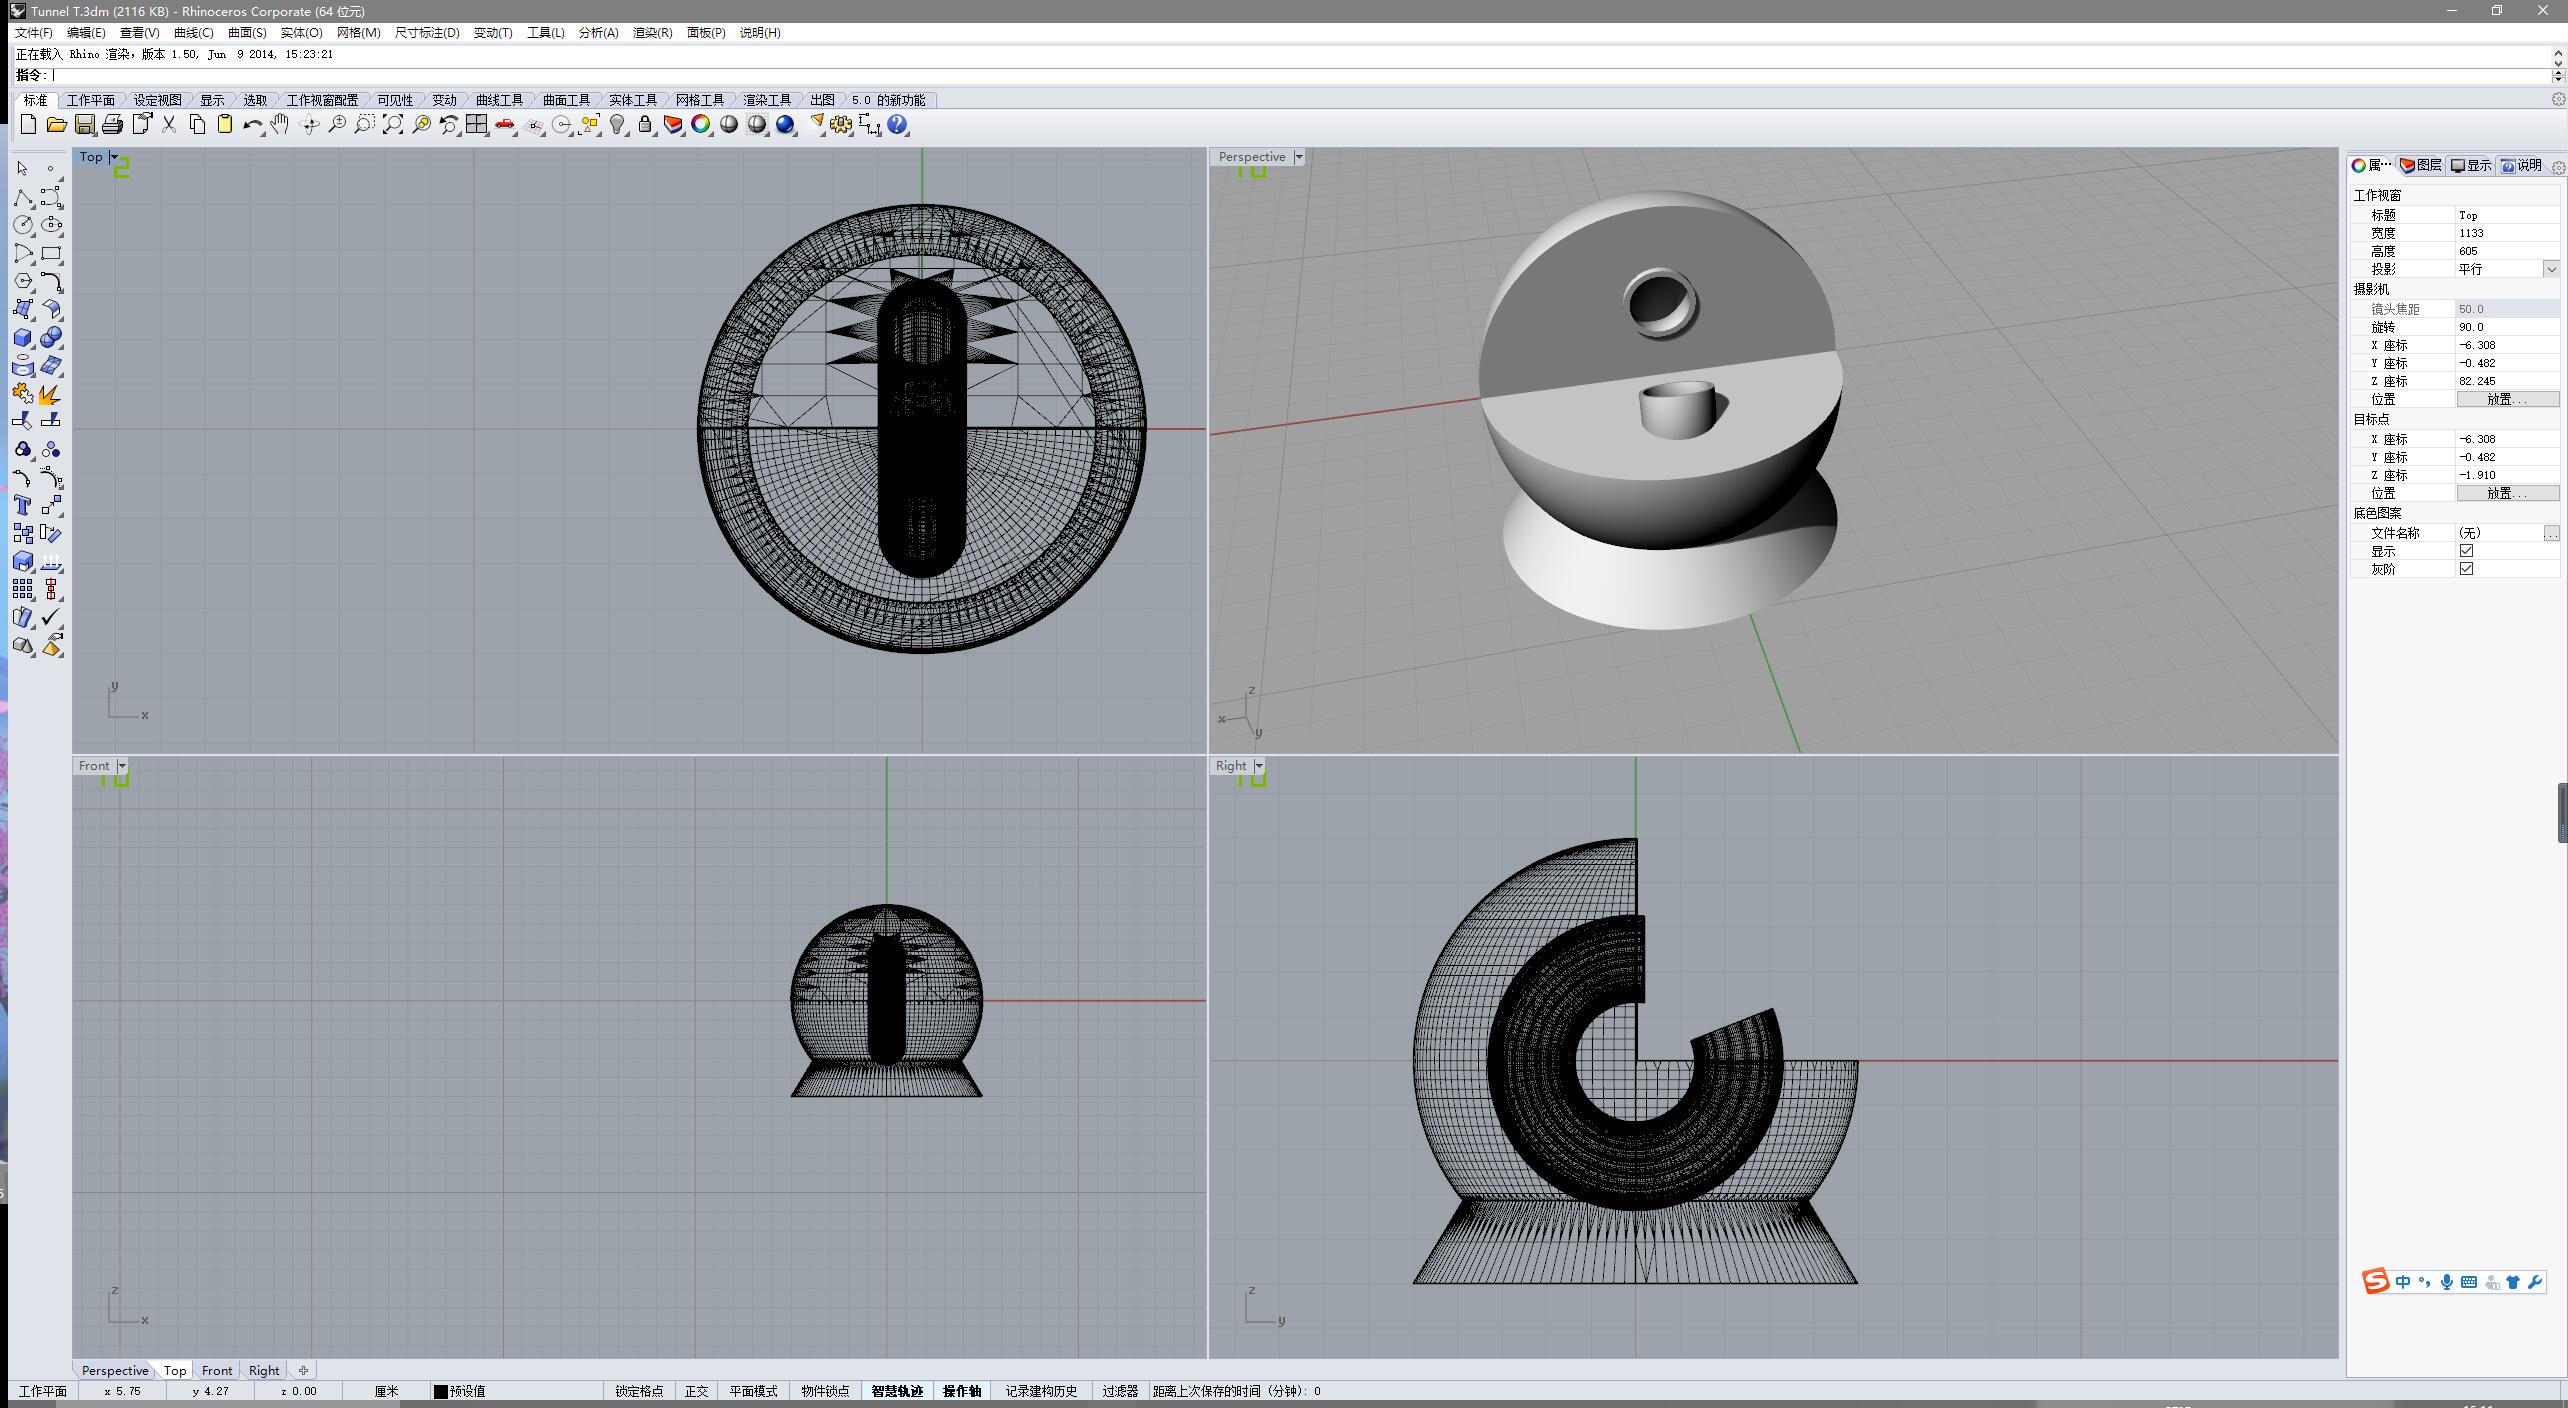 Tunnel T.3dm (2116 KB) - Rhinoceros Corporate (64 位元)
文件(F) 编辑(E) 查看(V) 曲线(C) 曲面(S) 实体(O) 网格(M) 尺寸标注(D) 变动(T) 工具(L) 分析(A) 渲染(R) 面板(P) 说明(H)
正在载入 Rhino 渲染，版本 1.50, Jun 9 2014, 15:23:21
指令:
标准 工作平面 设定视图 显示 选取 工作视窗配置 可见性 变动 曲线工具 曲面工具 实体工具 网格工具 渲染工具 出图 5.0 的新功能
Top
2
y
x
Perspective
10
z
x
y
Front
10
z
x
Right
10
z
y
属… 图层 显示 说明
工作视窗
标题 Top
宽度 1133
高度 605
投影 平行
摄影机
镜头焦距 50.0
旋转 90.0
X 座标 -6.308
Y 座标 -0.482
Z 座标 82.245
位置 放置...
目标点
X 座标 -6.308
Y 座标 -0.482
Z 座标 -1.910
位置 放置...
底色图案
文件名称 (无) ...
显示
灰阶
S 中
Perspective Top Front Right
工作平面 x 5.75 y 4.27 z 0.00 厘米 预设值 锁定格点 正交 平面模式 物件锁点 智慧轨迹 操作轴 记录建构历史 过滤器 距离上次保存的时间 (分钟): 0